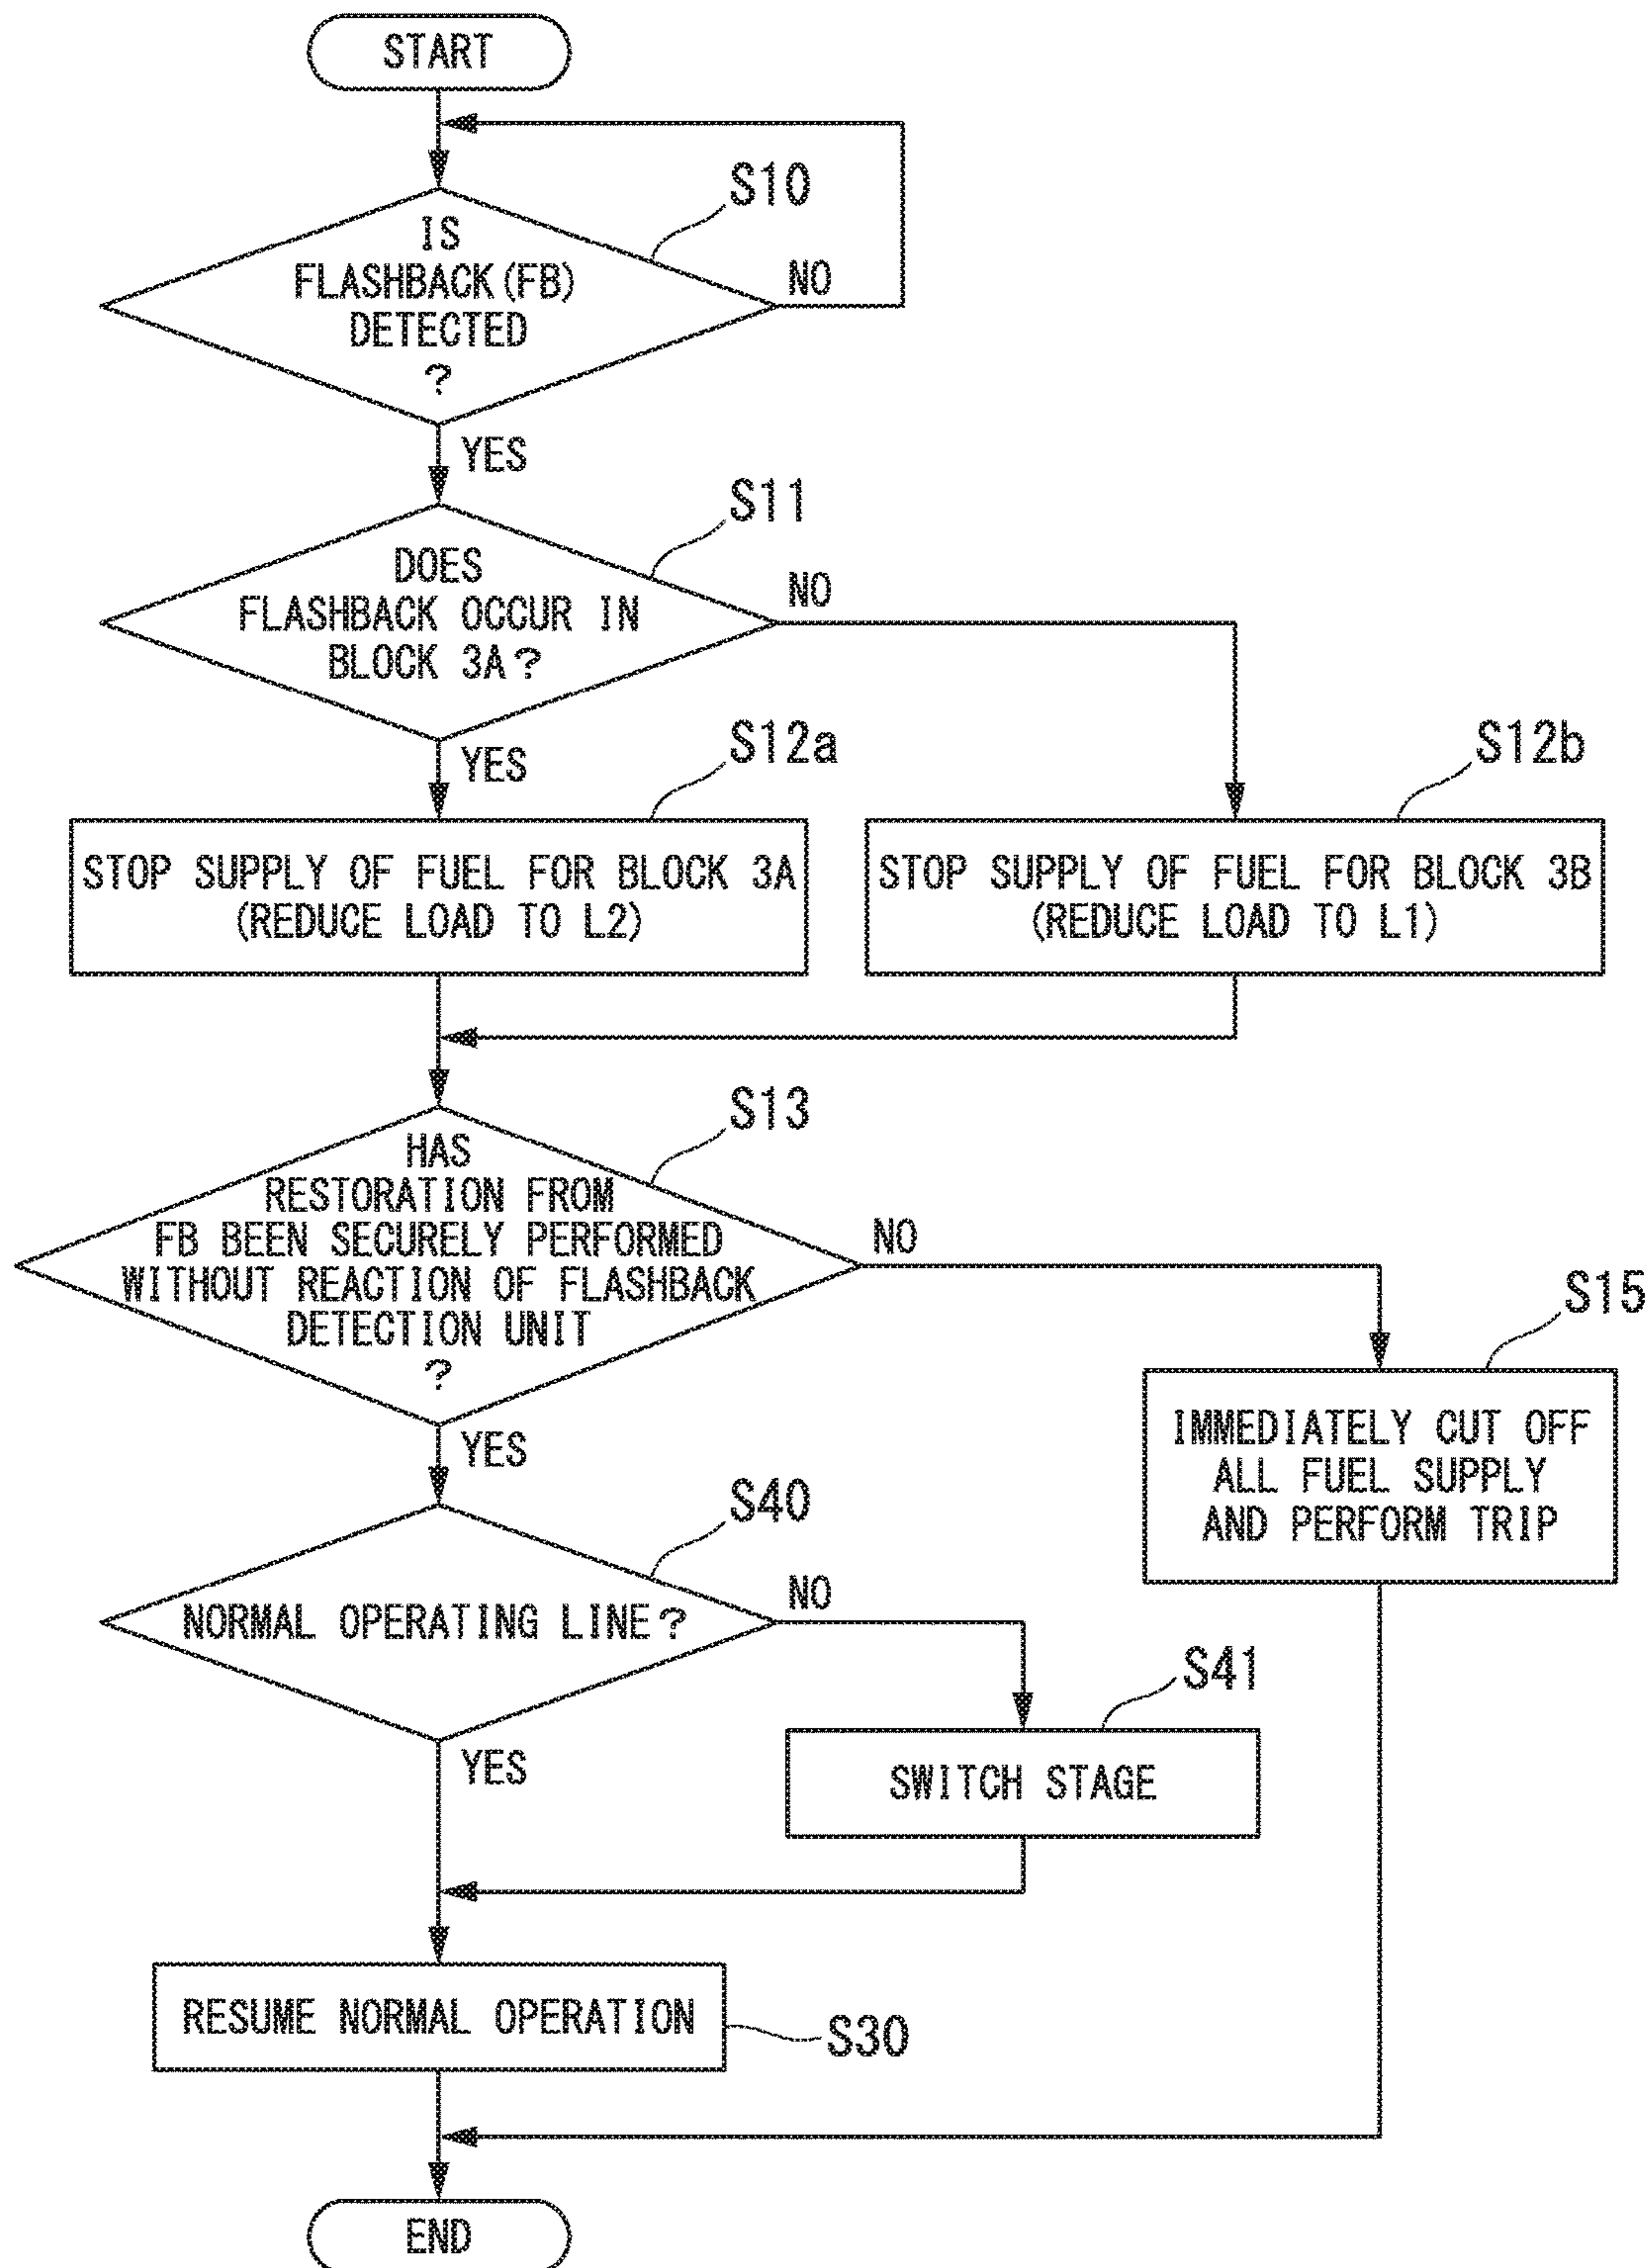 START
S10
IS
FLASHBACK(FB)
DETECTED
?
NO
YES
S11
DOES
FLASHBACK OCCUR IN
BLOCK 3A?
NO
YES
S12a
STOP SUPPLY OF FUEL FOR BLOCK 3A
(REDUCE LOAD TO L2)
S12b
STOP SUPPLY OF FUEL FOR BLOCK 3B
(REDUCE LOAD TO L1)
S13
HAS
RESTORATION FROM
FB BEEN SECURELY PERFORMED
WITHOUT REACTION OF FLASHBACK
DETECTION UNIT
?
NO
YES
S15
IMMEDIATELY CUT OFF
ALL FUEL SUPPLY
AND PERFORM TRIP
S40
NORMAL OPERATING LINE?
NO
YES
S41
SWITCH STAGE
RESUME NORMAL OPERATION
S30
END